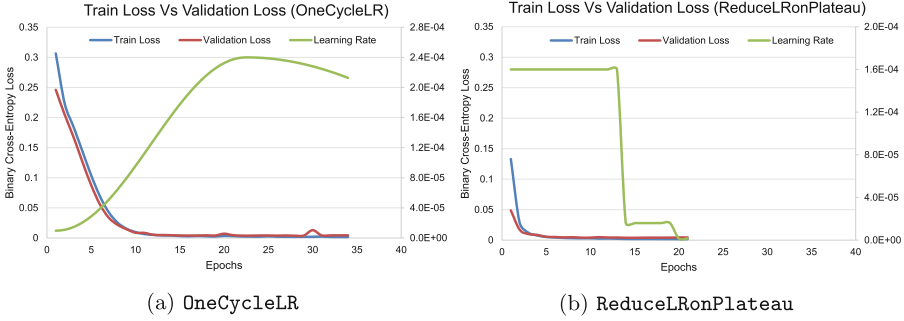 Train Loss Vs Validation Loss (OneCycleLR)
Train Loss
Validation Loss
Learning Rate
Binary Cross-Entropy Loss
0.35
0.3
0.25
0.2
0.15
0.1
0.05
0
2.8E-04
2.4E-04
2.0E-04
1.6E-04
1.2E-04
8.0E-05
4.0E-05
0.0E+00
0 5 10 15 20 25 30 35 40
Epochs
(a) OneCycleLR
Train Loss Vs Validation Loss (ReduceLRonPlateau)
Train Loss
Validation Loss
Learning Rate
Binary Cross-Entropy Loss
0.35
0.3
0.25
0.2
0.15
0.1
0.05
0
2.0E-04
1.6E-04
1.2E-04
8.0E-05
4.0E-05
0.0E+00
0 5 10 15 20 25 30 35 40
Epochs
(b) ReduceLRonPlateau